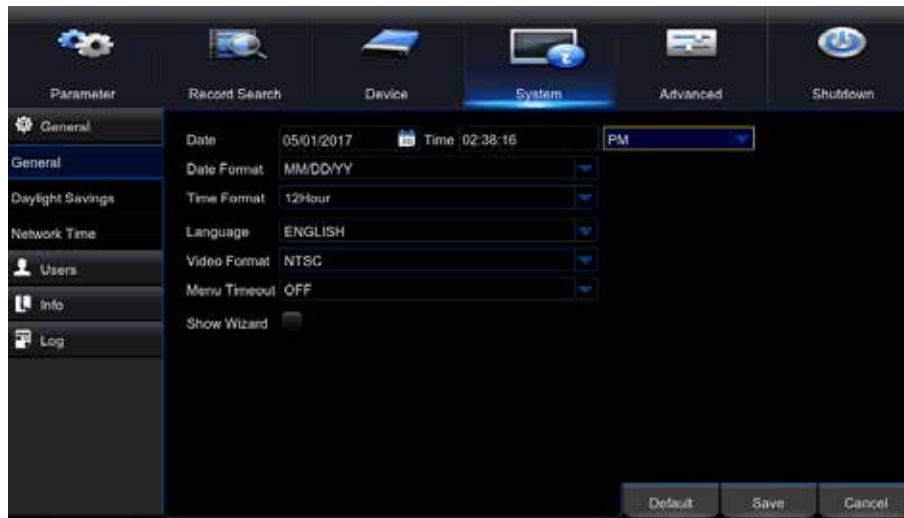 Parameter Record Search Device System Advanced Shutdown
General
General
Daylight Savings
Network Time
Users
Info
Log
Date 05/01/2017 Time 02:38:16 PM
Date Format MM/DD/YY
Time Format 12Hour
Language ENGLISH
Video Format NTSC
Menu Timeout OFF
Show Wizard
Default Save Cancel